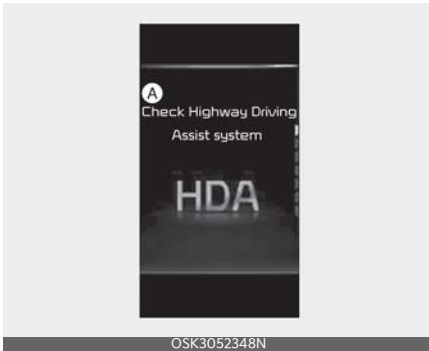 A
Check Highway Driving
Assist system
HDA
OSK3052348N